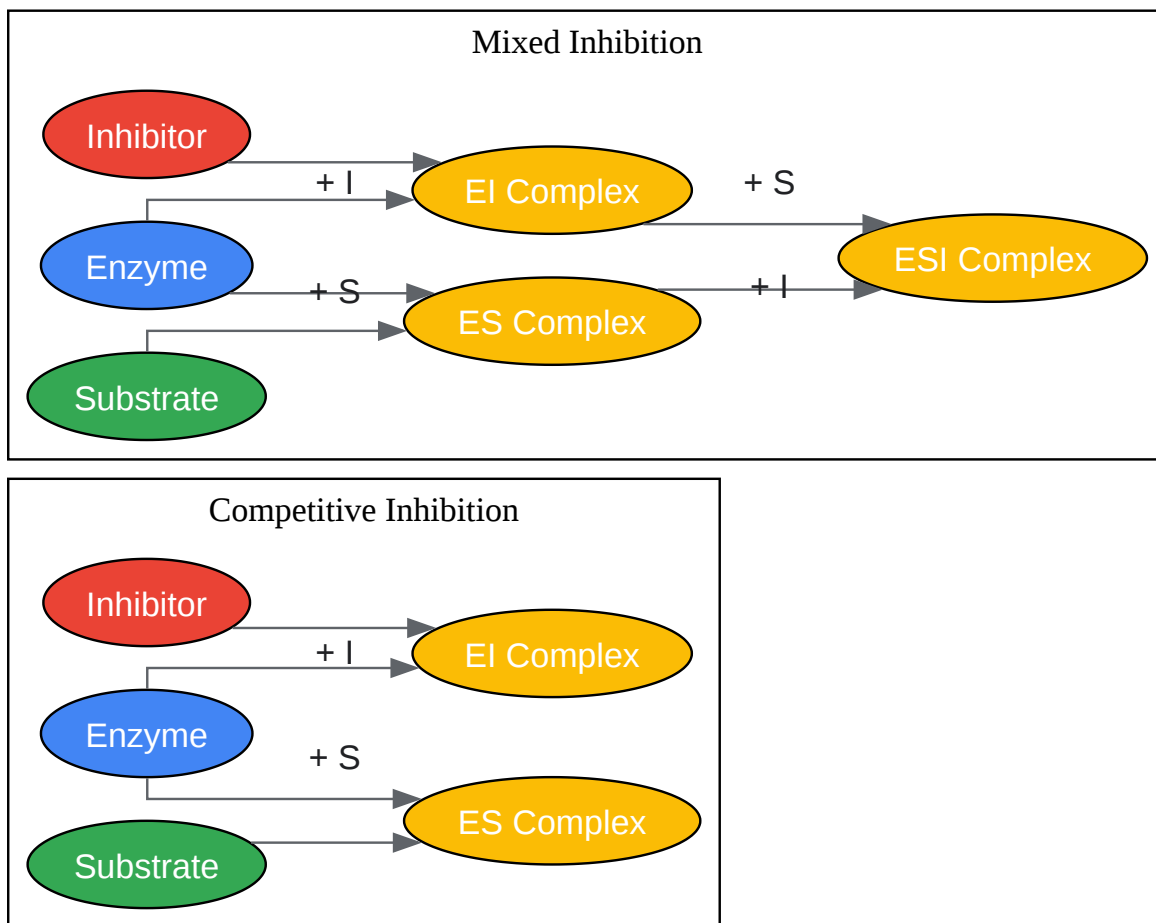 Mixed Inhibition
Inhibitor
+ I
EI Complex
+ S
Enzyme
+ S
ES Complex
+ I
ESI Complex
Substrate
Competitive Inhibition
Inhibitor
+ I
EI Complex
Enzyme
+ S
ES Complex
Substrate